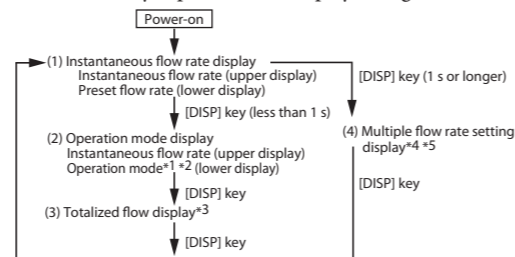 Power-on
(1) Instantaneous flow rate display
Instantaneous flow rate (upper display)
Preset flow rate (lower display)
[DISP] key (1 s or longer)
[DISP] key (less than 1 s)
(2) Operation mode display
Instantaneous flow rate (upper display)
Operation mode*1 *2 (lower display)
(4) Multiple flow rate setting
display*4 *5
[DISP] key
[DISP] key
(3) Totalized flow display*3
[DISP] key